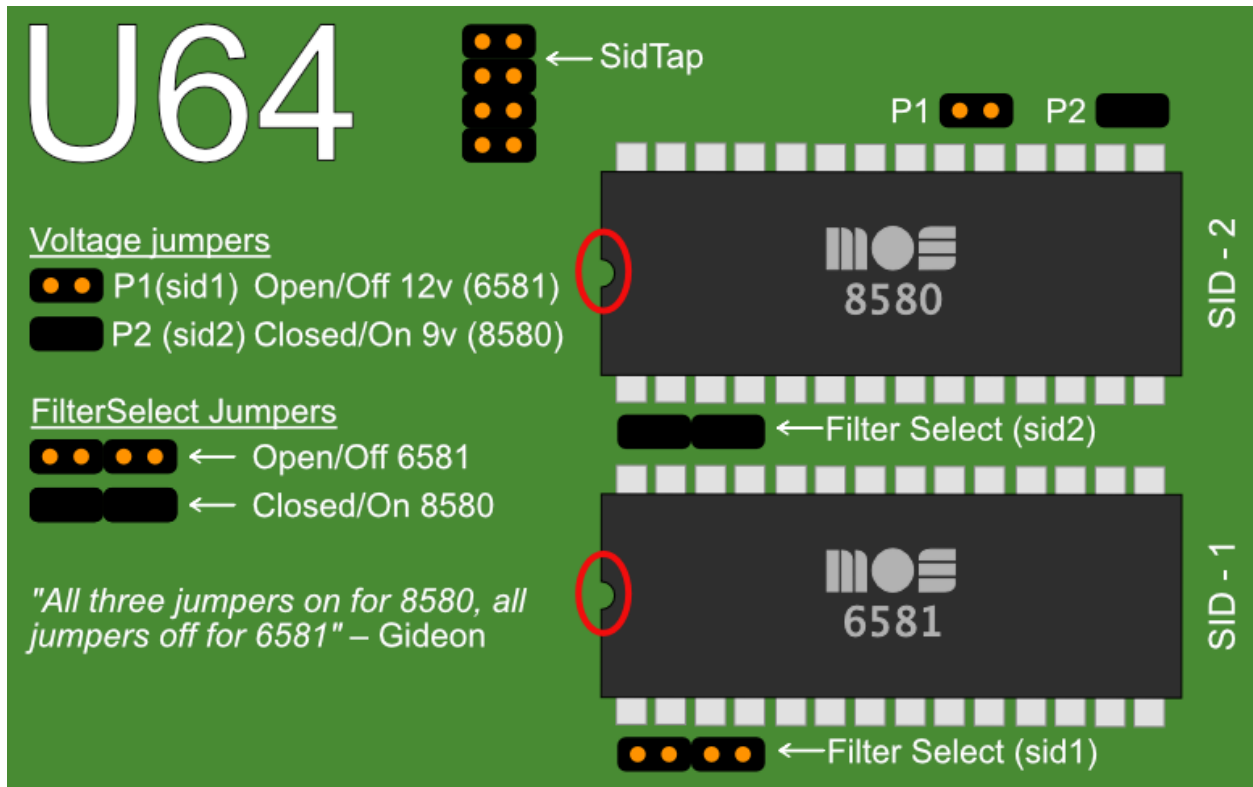 U64
←SidTap
P1 P2
Voltage jumpers
P1(sid1) Open/Off 12v (6581)
P2 (sid2) Closed/On 9v (8580)
FilterSelect Jumpers
← Open/Off 6581
← Closed/On 8580
"All three jumpers on for 8580, all
jumpers off for 6581" – Gideon
mos
8580
SID - 2
←Filter Select (sid2)
mos
6581
SID - 1
←Filter Select (sid1)